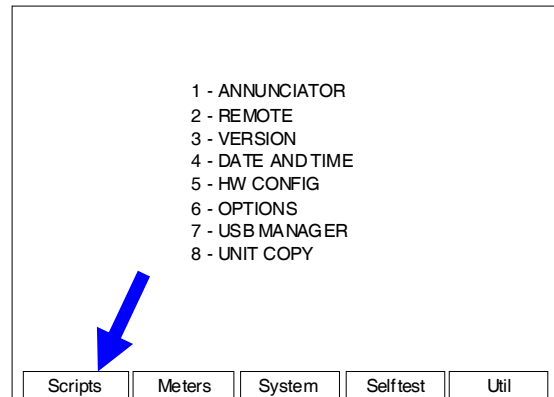 1 - ANNUNCIATOR
2 - REMOTE
3 - VERSION
4 - DATE AND TIME
5 - HW CONFIG
6 - OPTIONS
7 - USB MANAGER
8 - UNIT COPY
Scripts Meters System Selftest Util